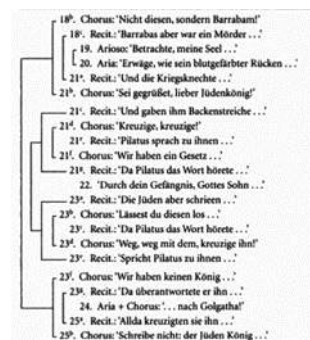 18ᵇ. Chorus: 'Nicht diesen, sondern Barrabam!'
18ᶜ. Recit.: 'Barabas aber war ein Mörder . . .'
19. Arioso: 'Betrachte, meine Seel . . .'
20. Aria: 'Erwäge, wie sein blutgefärbter Rücken . . .'
21ᵃ. Recit.: 'Und die Kriegsknechte . . .'
21ᵇ. Chorus: 'Sei gegrüßet, lieber Jüdenkönig!'
21ᶜ. Recit.: 'Und gaben ihm Backenstreiche . . .'
21ᵈ. Chorus: 'Kreuzige, kreuzige!'
21ᵉ. Recit.: 'Pilatus sprach zu ihnen . . .'
21ᶠ. Chorus: 'Wir haben ein Gesetz . . .'
21ᵍ. Recit.: 'Da Pilatus das Wort hörete . . .'
22. 'Durch dein Gefängnis, Gottes Sohn . . .'
23ᵃ. Recit.: 'Die Jüden aber schrieen . . .'
23ᵇ. Chorus: 'Lässest du diesen los . . .'
23ᶜ. Recit.: 'Da Pilatus das Wort hörete . . .'
23ᵈ. Chorus: 'Weg, weg mit dem, kreuzige ihn!'
23ᵉ. Recit.: 'Spricht Pilatus zu ihnen . . .'
23ᶠ. Chorus: 'Wir haben keinen König . . .'
23ᵍ. Recit.: 'Da überantwortete er ihn . . .'
24. Aria + Chorus: '. . . nach Golgatha!'
25ᵃ. Recit.: 'Allda kreuzigten sie ihn . . .'
25ᵇ. Chorus: 'Schreibe nicht: der Jüden König . . .'